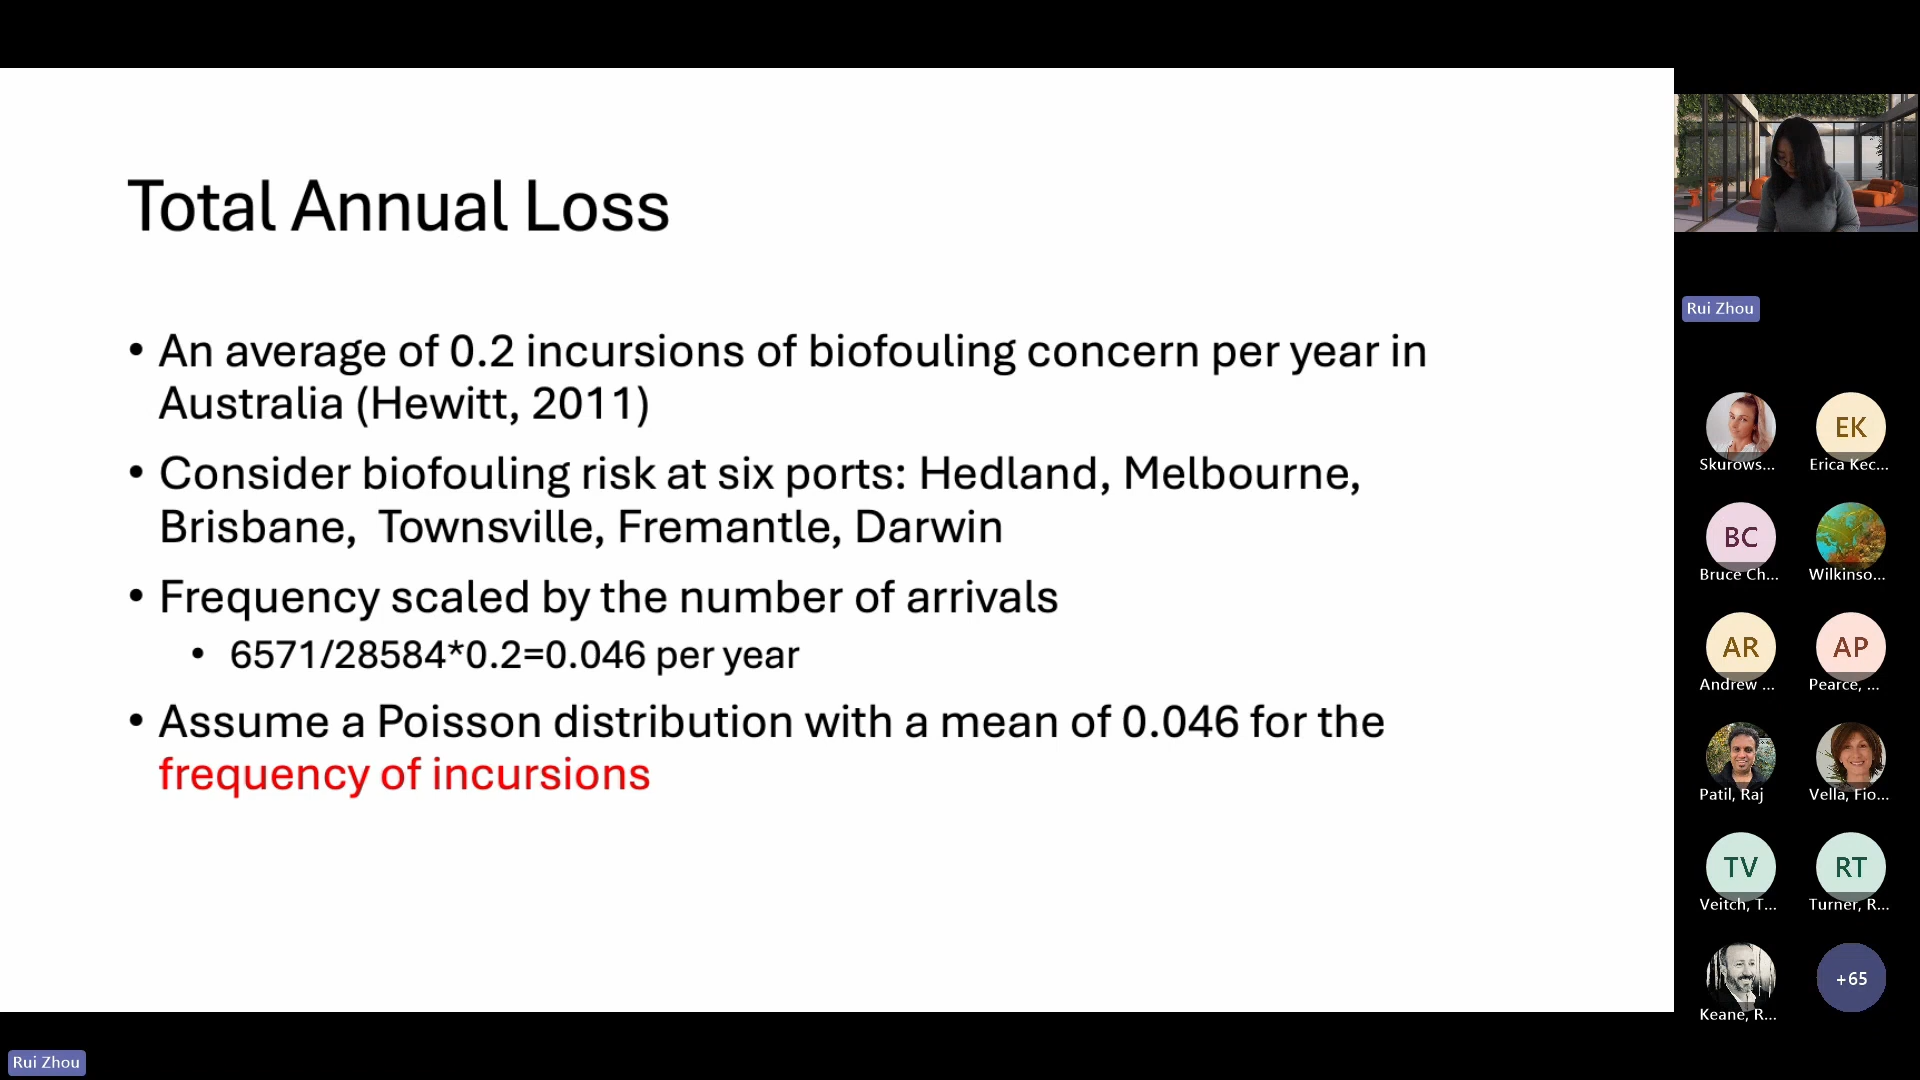 Total Annual Loss
• An average of 0.2 incursions of biofouling concern per year in
Australia (Hewitt, 2011)
• Consider biofouling risk at six ports: Hedland, Melbourne,
Brisbane, Townsville, Fremantle, Darwin
• Frequency scaled by the number of arrivals
• 6571/28584*0.2=0.046 per year
• Assume a Poisson distribution with a mean of 0.046 for the
frequency of incursions
Rui Zhou
EK
Skurows... Erica Kec...
BC
Bruce Ch... Wilkinso...
AR AP
Andrew ... Pearce, ...
Patil, Raj Vella, Fio...
TV RT
Veitch, T... Turner, R...
+65
Keane, R...
Rui Zhou